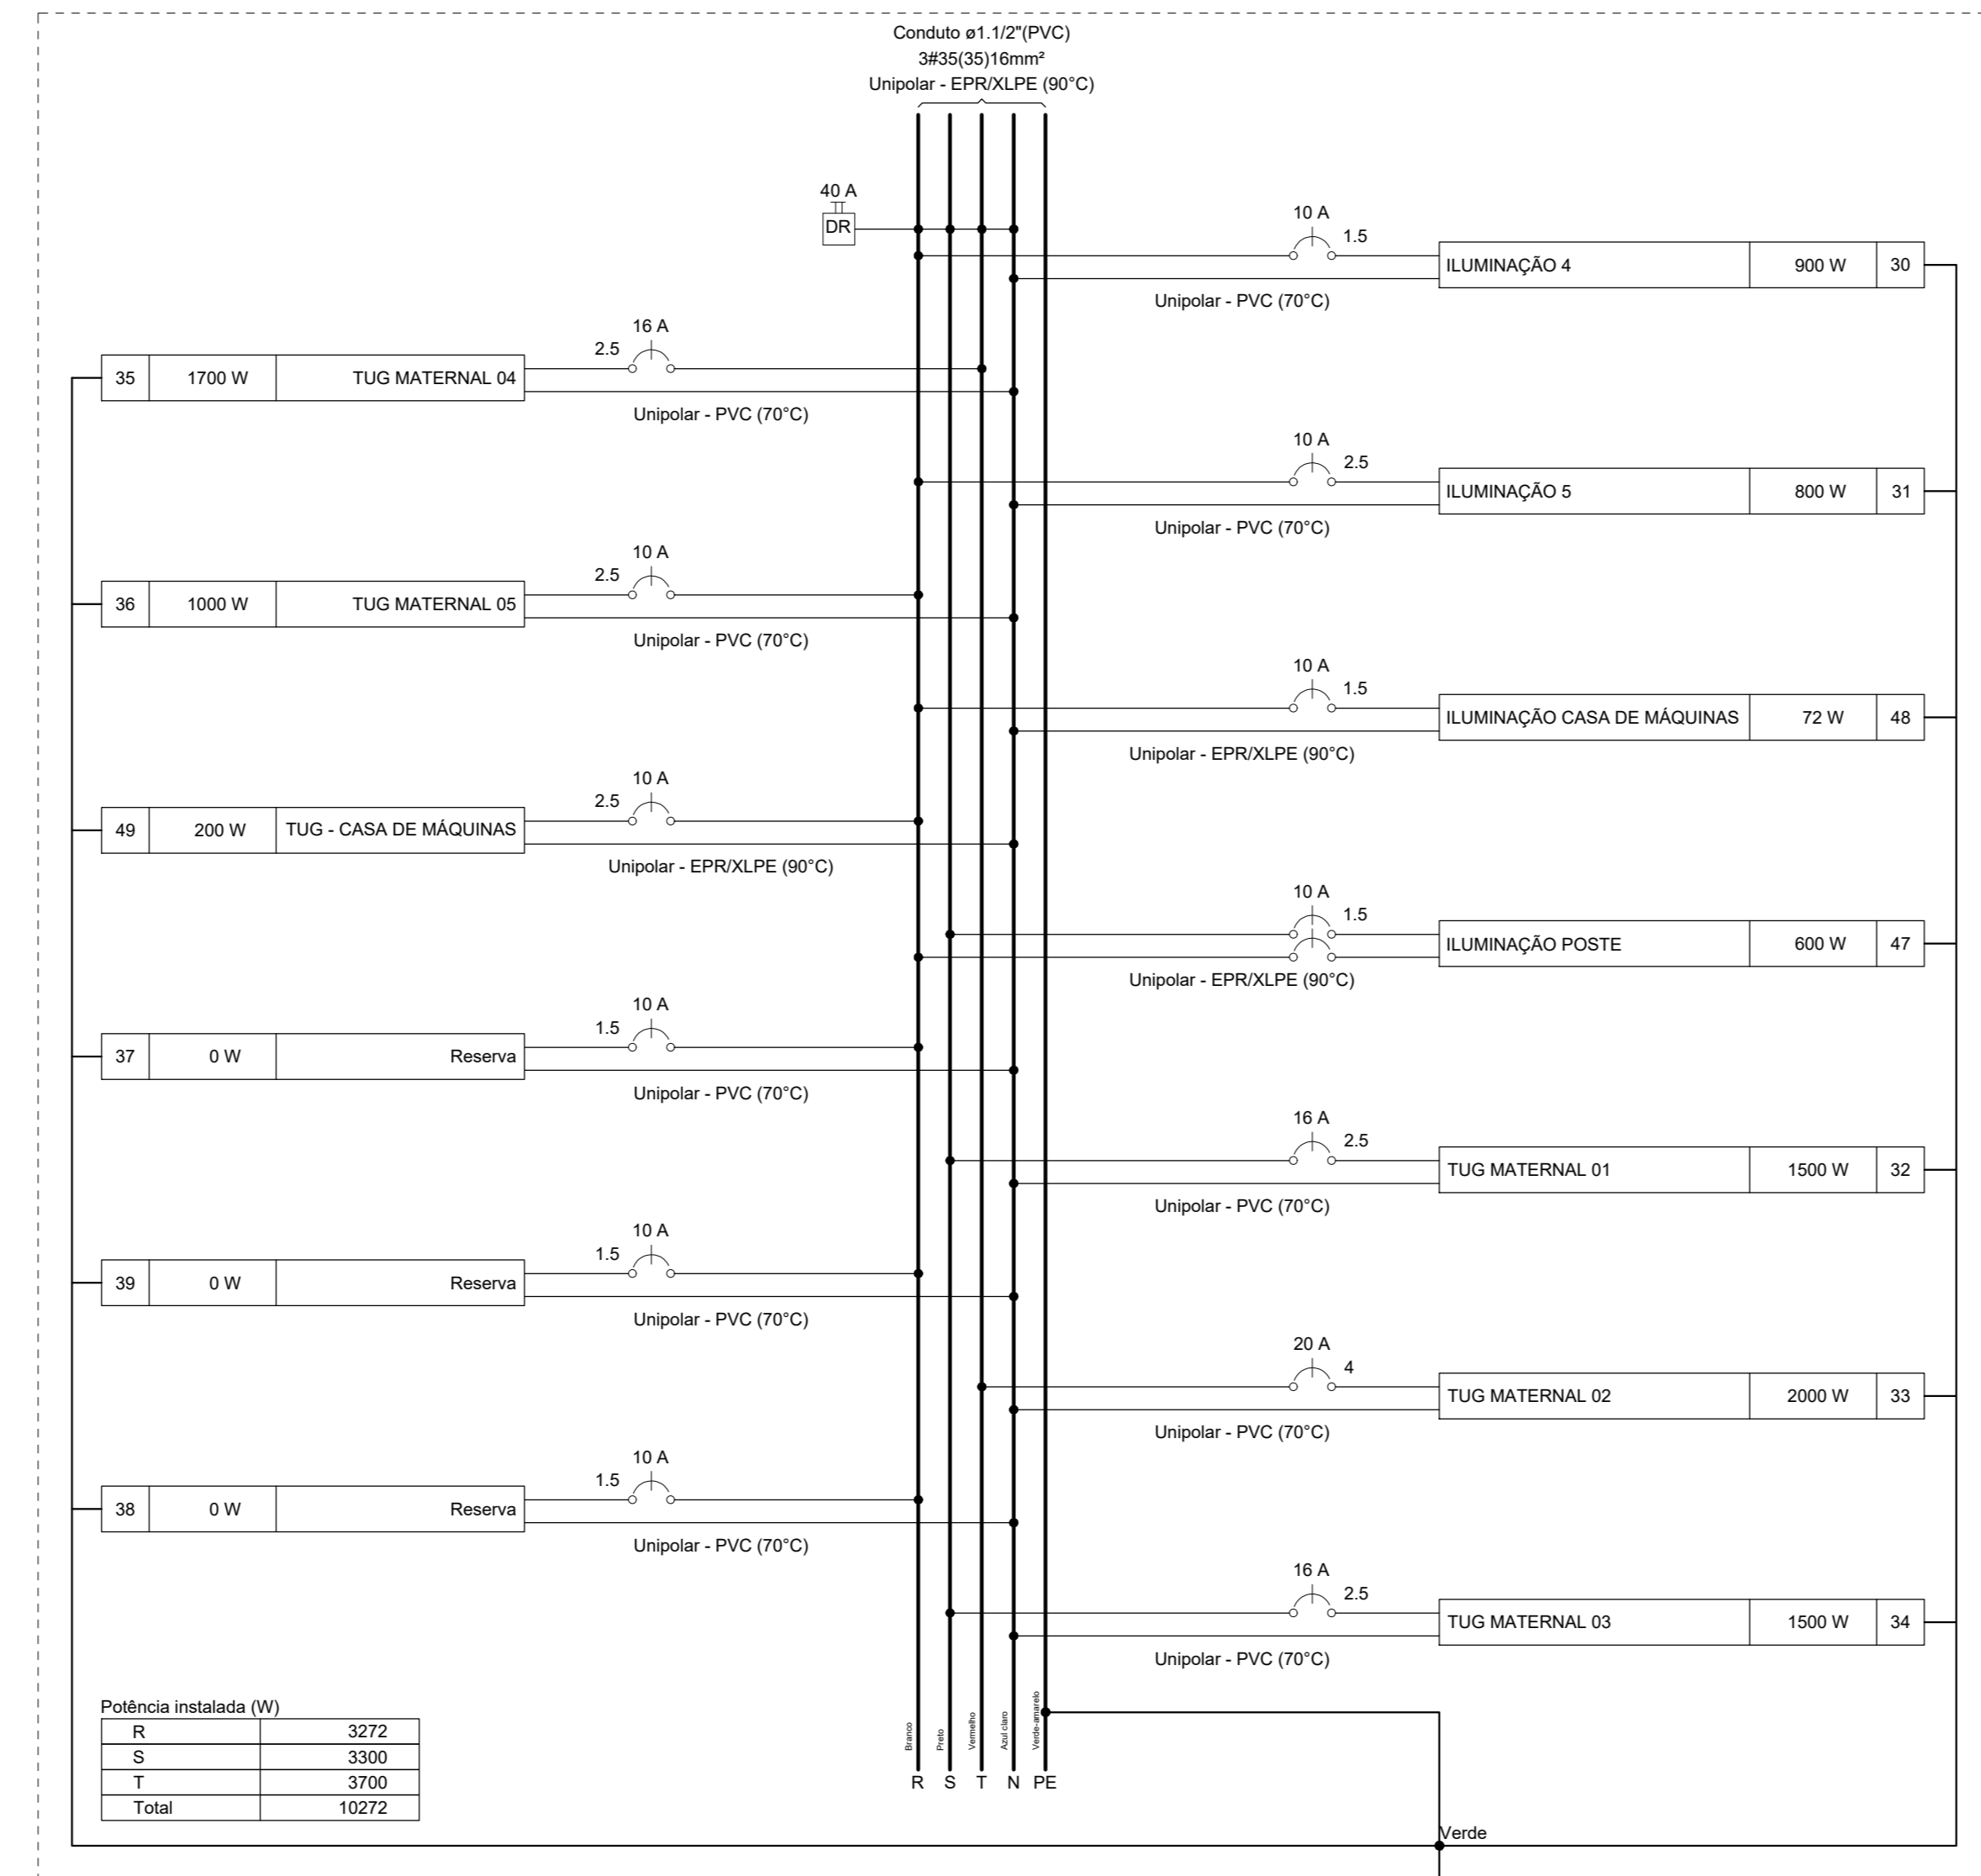 Conduto ø1.1/2"(PVC)
3#35(35)16mm²
Unipolar - EPR/XLPE (90°C)
40 A
DR
10 A
1.5
ILUMINAÇÃO 4 900 W 30
Unipolar - PVC (70°C)
16 A
2.5
35 1700 W TUG MATERNAL 04
Unipolar - PVC (70°C)
10 A
2.5
ILUMINAÇÃO 5 800 W 31
Unipolar - PVC (70°C)
10 A
2.5
36 1000 W TUG MATERNAL 05
Unipolar - PVC (70°C)
10 A
1.5
ILUMINAÇÃO CASA DE MÁQUINAS 72 W 48
Unipolar - EPR/XLPE (90°C)
10 A
2.5
49 200 W TUG - CASA DE MÁQUINAS
Unipolar - EPR/XLPE (90°C)
10 A
1.5
ILUMINAÇÃO POSTE 600 W 47
Unipolar - EPR/XLPE (90°C)
10 A
1.5
37 0 W Reserva
Unipolar - PVC (70°C)
16 A
2.5
TUG MATERNAL 01 1500 W 32
Unipolar - PVC (70°C)
10 A
1.5
39 0 W Reserva
Unipolar - PVC (70°C)
20 A
4
TUG MATERNAL 02 2000 W 33
Unipolar - PVC (70°C)
10 A
1.5
38 0 W Reserva
Unipolar - PVC (70°C)
16 A
2.5
TUG MATERNAL 03 1500 W 34
Unipolar - PVC (70°C)
Potência instalada (W)
R 3272
S 3300
T 3700
Total 10272
Branco
Preto
Vermelho
Azul claro
Verde-amarelo
R S T N PE
Verde